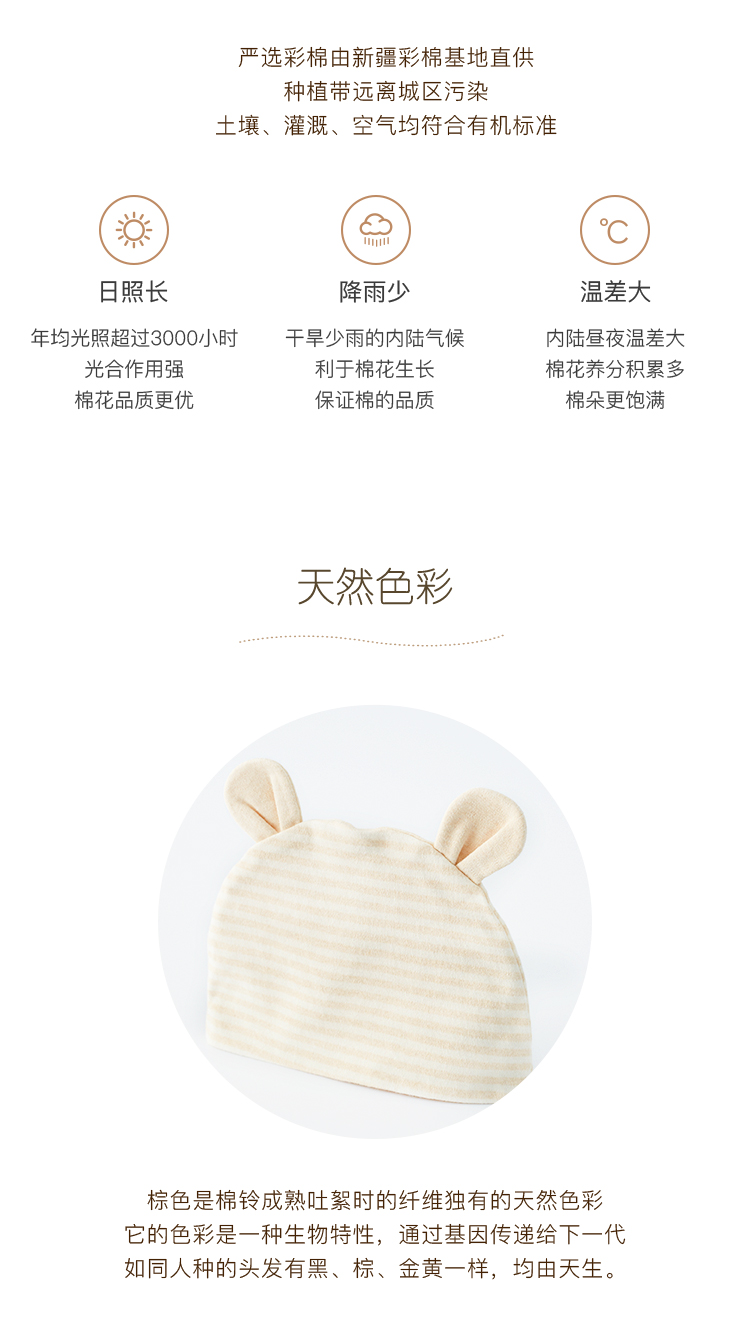 严选彩棉由新疆彩棉基地直供
种植带远离城区污染
土壤、灌溉、空气均符合有机标准
℃
日照长
降雨少
温差大
年均光照超过3000小时
光合作用强
棉花品质更优
干旱少雨的内陆气候
利于棉花生长
保证棉的品质
内陆昼夜温差大
棉花养分积累多
棉朵更饱满
天然色彩
棕色是棉铃成熟吐絮时的纤维独有的天然色彩
它的色彩是一种生物特性，通过基因传递给下一代
如同人种的头发有黑、棕、金黄一样，均由天生。